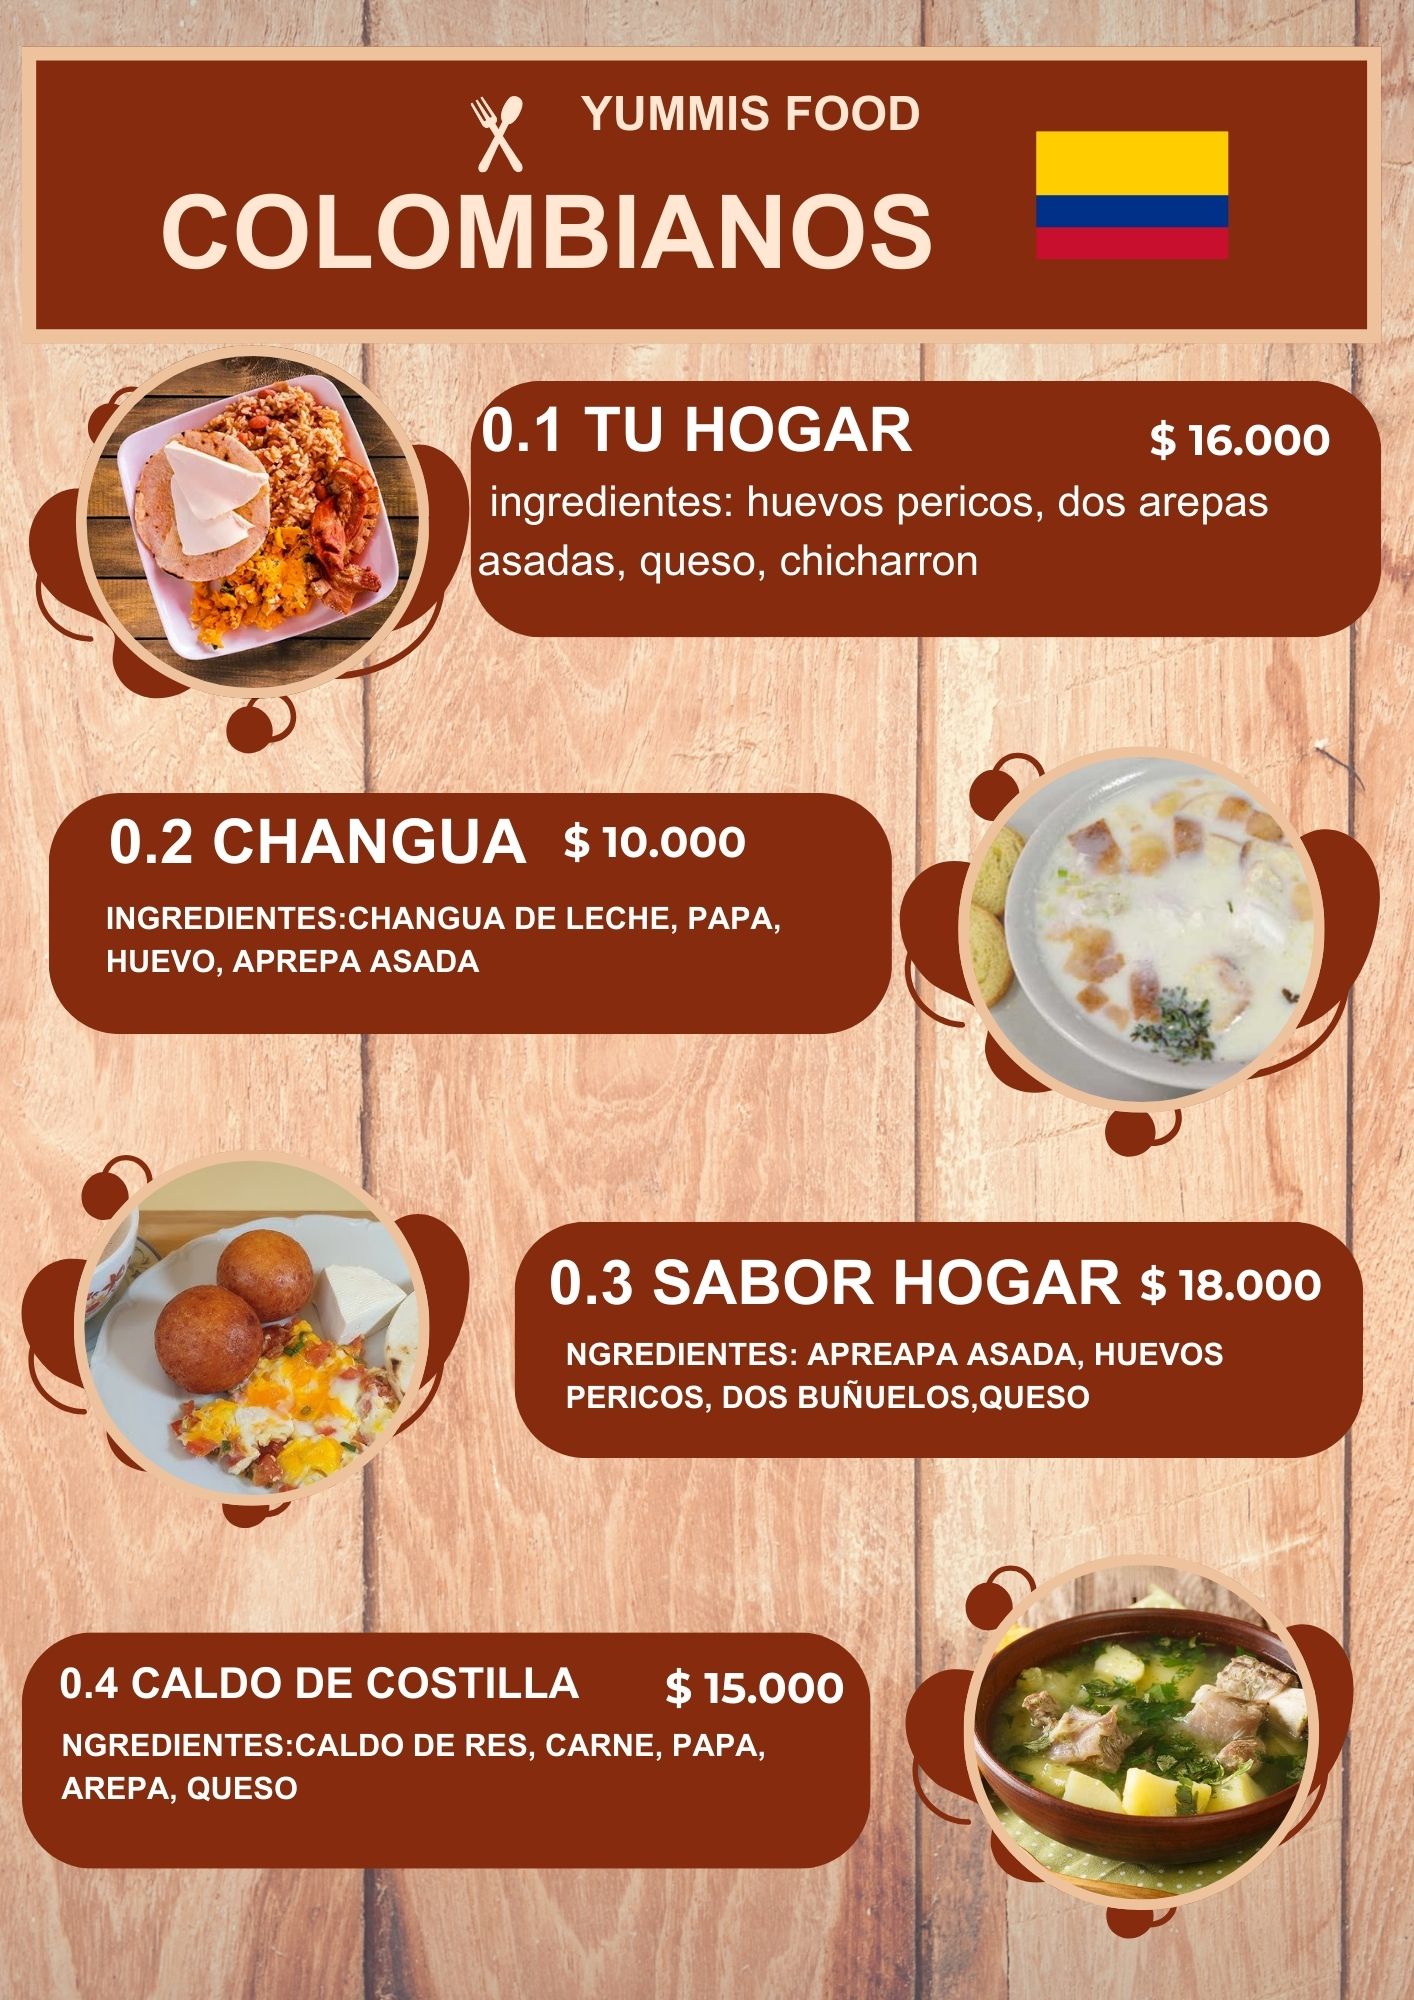 YUMMIS FOOD
COLOMBIANOS
0.1 TU HOGAR $ 16.000
ingredientes: huevos pericos, dos arepas
asadas, queso, chicharron
0.2 CHANGUA $ 10.000
INGREDIENTES:CHANGUA DE LECHE, PAPA,
HUEVO, APREPA ASADA
0.3 SABOR HOGAR $ 18.000
NGREDIENTES: APREAPA ASADA, HUEVOS
PERICOS, DOS BUÑUELOS,QUESO
0.4 CALDO DE COSTILLA $ 15.000
NGREDIENTES:CALDO DE RES, CARNE, PAPA,
AREPA, QUESO